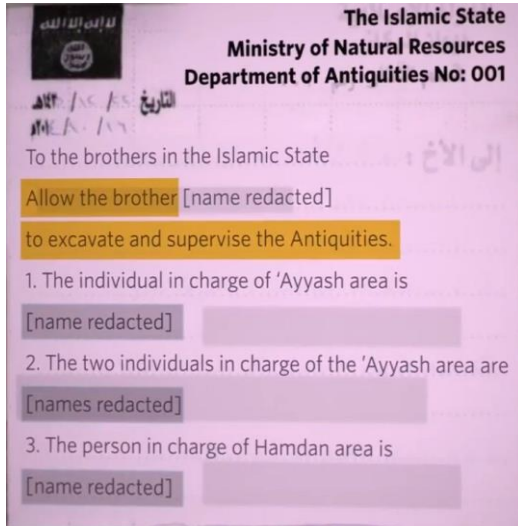 The Islamic State
Ministry of Natural Resources
Department of Antiquities No: 001
التاريخ
To the brothers in the Islamic State
إلى الأخ :
Allow the brother [name redacted]
to excavate and supervise the Antiquities.
1. The individual in charge of ‘Ayyash area is
[name redacted]
2. The two individuals in charge of the ’Ayyash area are
[names redacted]
3. The person in charge of Hamdan area is
[name redacted]